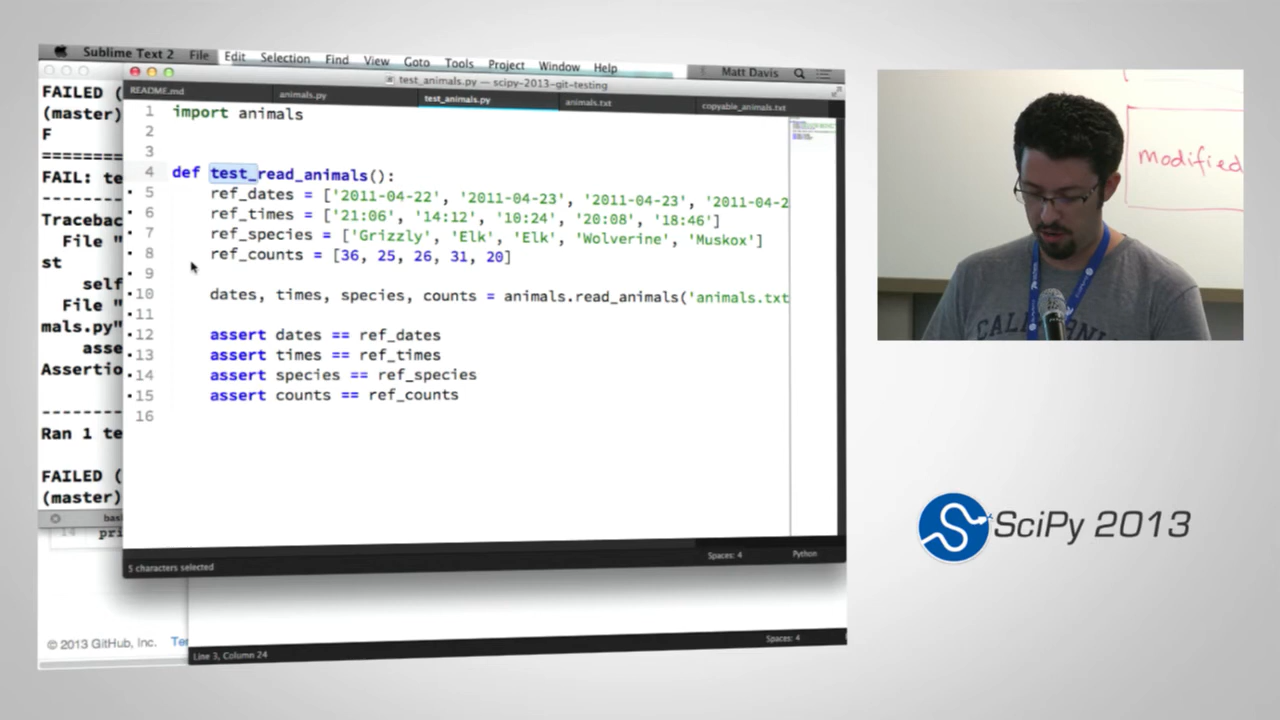 Sublime Text 2 File Edit Selection Find View Goto Tools Project Window Help Matt Davis
test_animals.py — scipy-2013-git-testing
README.md animals.py test_animals.py animals.txt copyable_animals.txt
1 import animals
2
3
4 def test_read_animals():
5 ref_dates = ['2011-04-22', '2011-04-23', '2011-04-23', '2011-04-2
6 ref_times = ['21:06', '14:12', '10:24', '20:08', '18:46']
7 ref_species = ['Grizzly', 'Elk', 'Elk', 'Wolverine', 'Muskox']
8 ref_counts = [36, 25, 26, 31, 20]
9
10 dates, times, species, counts = animals.read_animals('animals.txt
11
12 assert dates == ref_dates
13 assert times == ref_times
14 assert species == ref_species
15 assert counts == ref_counts
16
5 characters selected Spaces: 4 Python
FAILED (
(master)
F
==========
FAIL: te
----------
Tracebac
File "
st
self
File "
mals.py"
asse
Assertio
----------
Ran 1 te
FAILED (
(master)
bas
14 pri
© 2013 GitHub, Inc. Ter
Line 3, Column 24 Spaces: 4
modified
CALIFORNIA
SciPy 2013